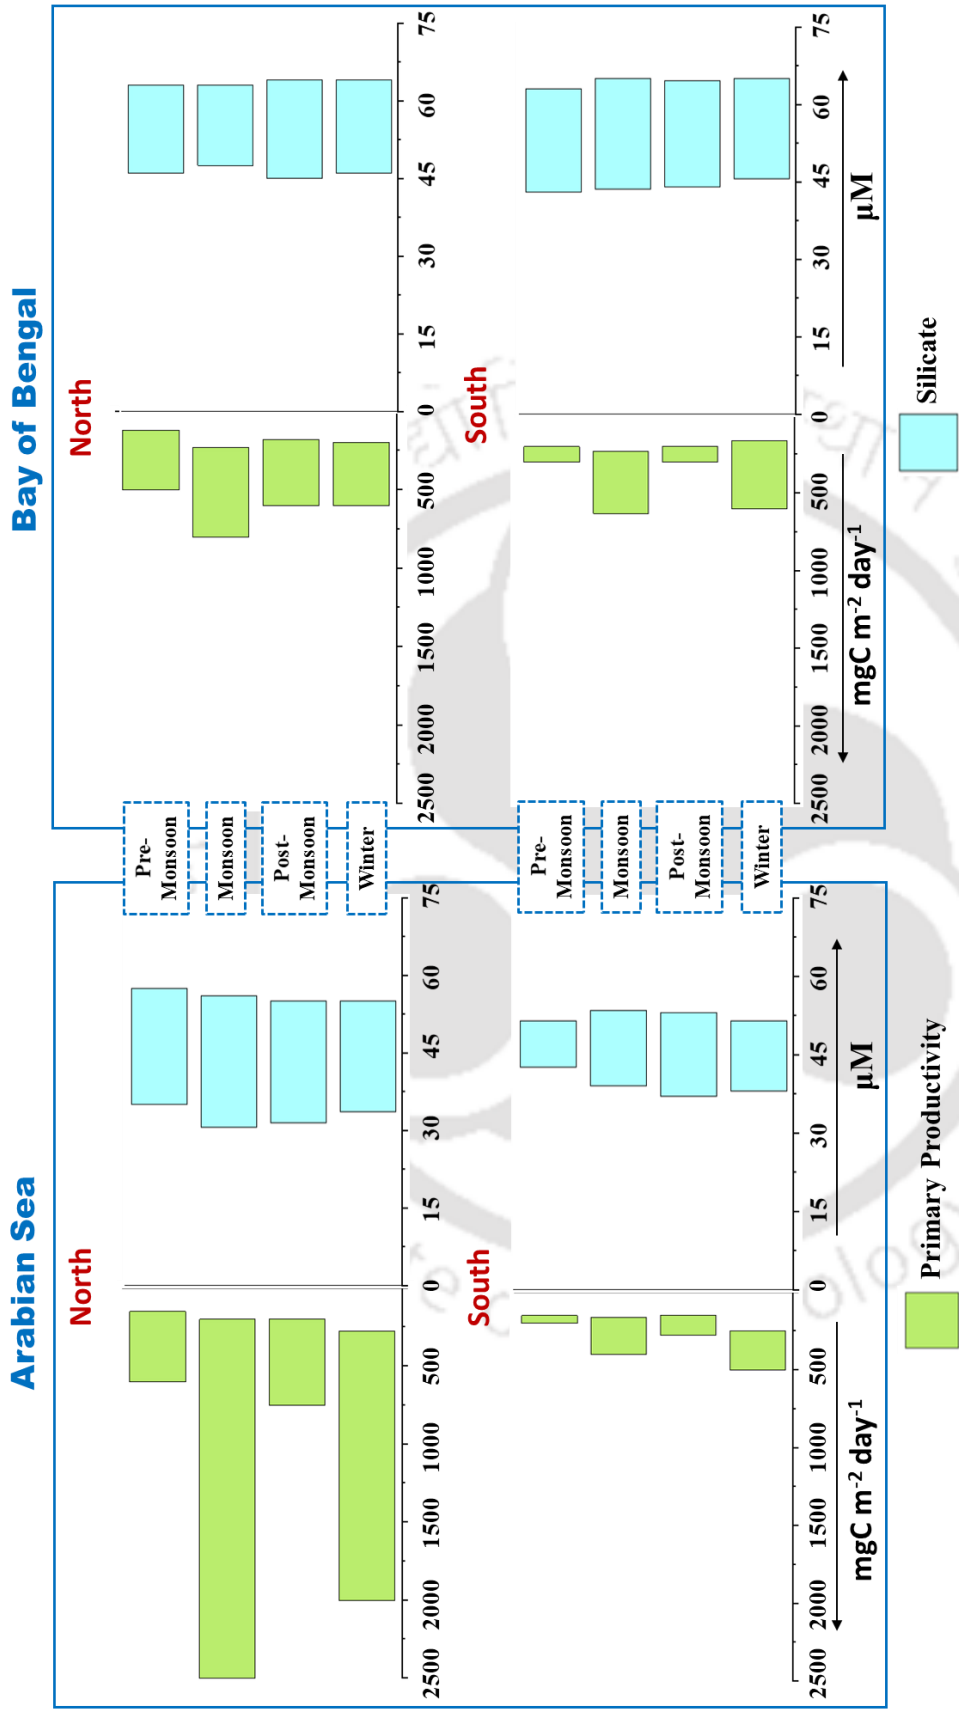 Arabian Sea
Bay of Bengal
North
North
Pre-
Monsoon
Monsoon
Post-
Monsoon
Winter
2500 2000 1500 1000 500 0 15 30 45 60 75
2500 2000 1500 1000 500 0 15 30 45 60 75
South
South
Pre-
Monsoon
Monsoon
Post-
Monsoon
Winter
2500 2000 1500 1000 500 0 15 30 45 60 75
2500 2000 1500 1000 500 0 15 30 45 60 75
mgC m⁻² day⁻¹ μM
mgC m⁻² day⁻¹ μM
Primary Productivity
Silicate